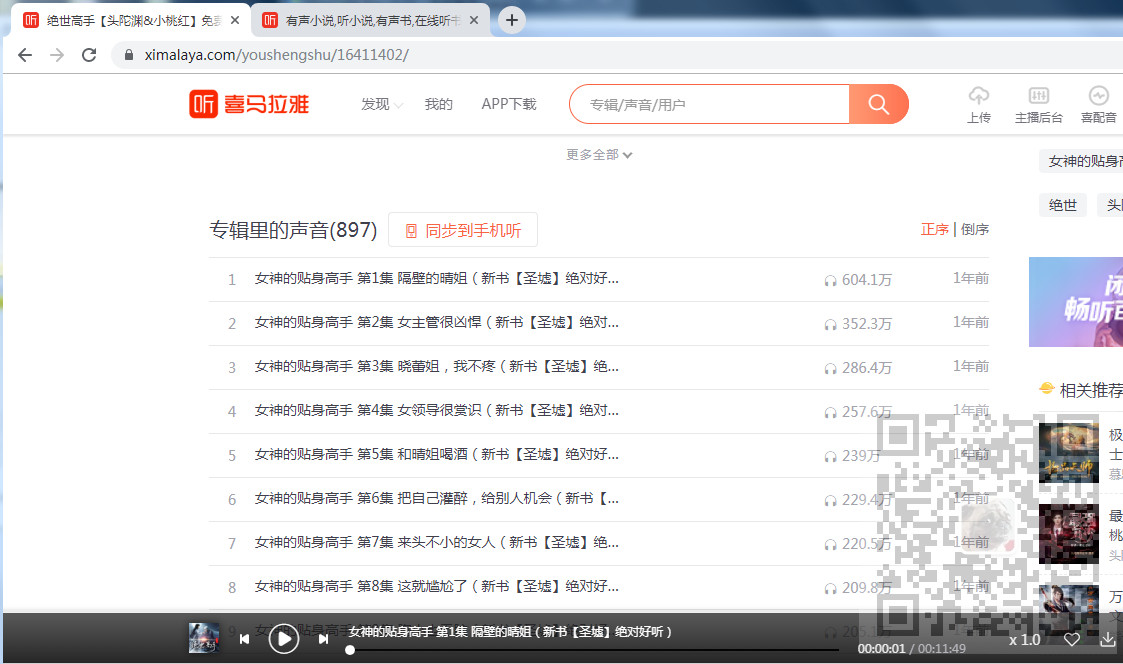 绝世高手【头陀渊&小桃红】免
有声小说,听小说,有声书,在线听书
ximalaya.com/youshengshu/16411402/
听 喜马拉雅 发现 我的 APP下载 专辑/声音/用户 上传 主播后台 喜配音
更多全部
女神的贴身高
绝世 头
专辑里的声音(897) 同步到手机听 正序 | 倒序
1 女神的贴身高手 第1集 隔壁的晴姐（新书【圣墟】绝对好... 604.1万 1年前
2 女神的贴身高手 第2集 女主管很凶悍（新书【圣墟】绝对... 352.3万 1年前
3 女神的贴身高手 第3集 晓蕾姐，我不疼（新书【圣墟】绝... 286.4万 1年前
4 女神的贴身高手 第4集 女领导很赏识（新书【圣墟】绝对... 257.6万 1年前
5 女神的贴身高手 第5集 和晴姐喝酒（新书【圣墟】绝对好... 239万 1年前
6 女神的贴身高手 第6集 把自己灌醉，给别人机会（新书【... 229.4万 1年前
7 女神的贴身高手 第7集 来头不小的女人（新书【圣墟】绝... 220.5万 1年前
8 女神的贴身高手 第8集 这就尴尬了（新书【圣墟】绝对好... 209.8万 1年前
畅听百
相关推荐
极
士
最
桃
头
万
文
9 205.1万
女神的贴身高手 第1集 隔壁的晴姐（新书【圣墟】绝对好听）
00:00:01 / 00:11:49 x 1.0